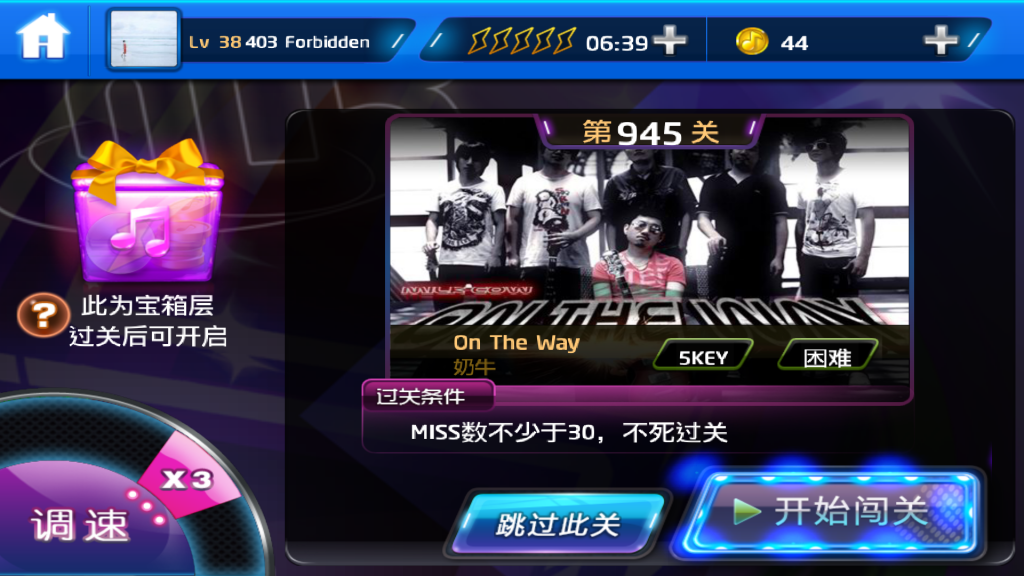 Lv 38 403 Forbidden
06:39
44
第945关
MILK COW
ON THE WAY
On The Way
奶牛
5KEY
困难
?
此为宝箱层
过关后可开启
过关条件
MISS数不少于30，不死过关
X3
调速
跳过此关
开始闯关